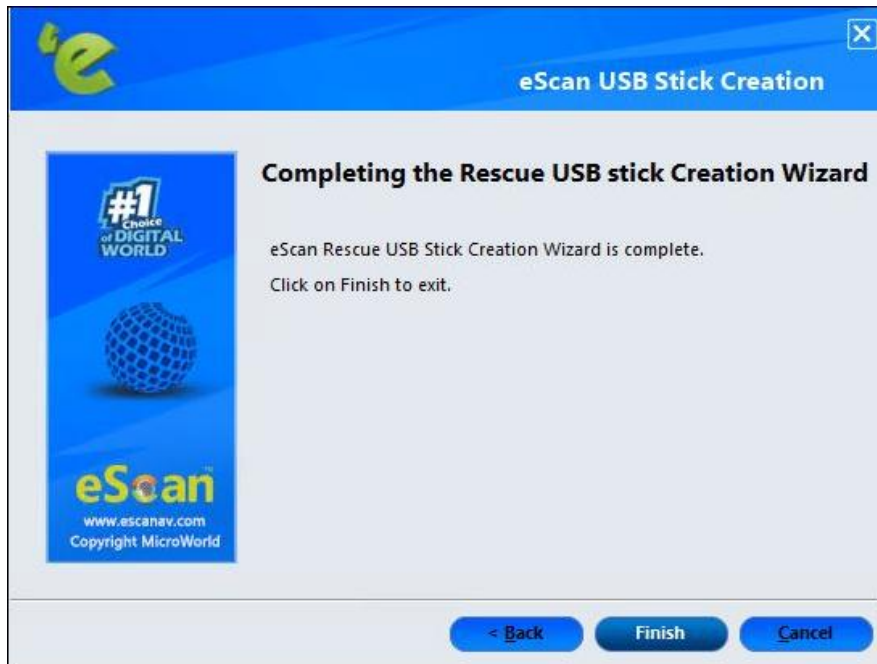 eScan USB Stick Creation
Completing the Rescue USB stick Creation Wizard
#1
Choice
of DIGITAL
WORLD
eScan Rescue USB Stick Creation Wizard is complete.
Click on Finish to exit.
eScan
www.escanav.com
Copyright MicroWorld
< Back
Finish
Cancel